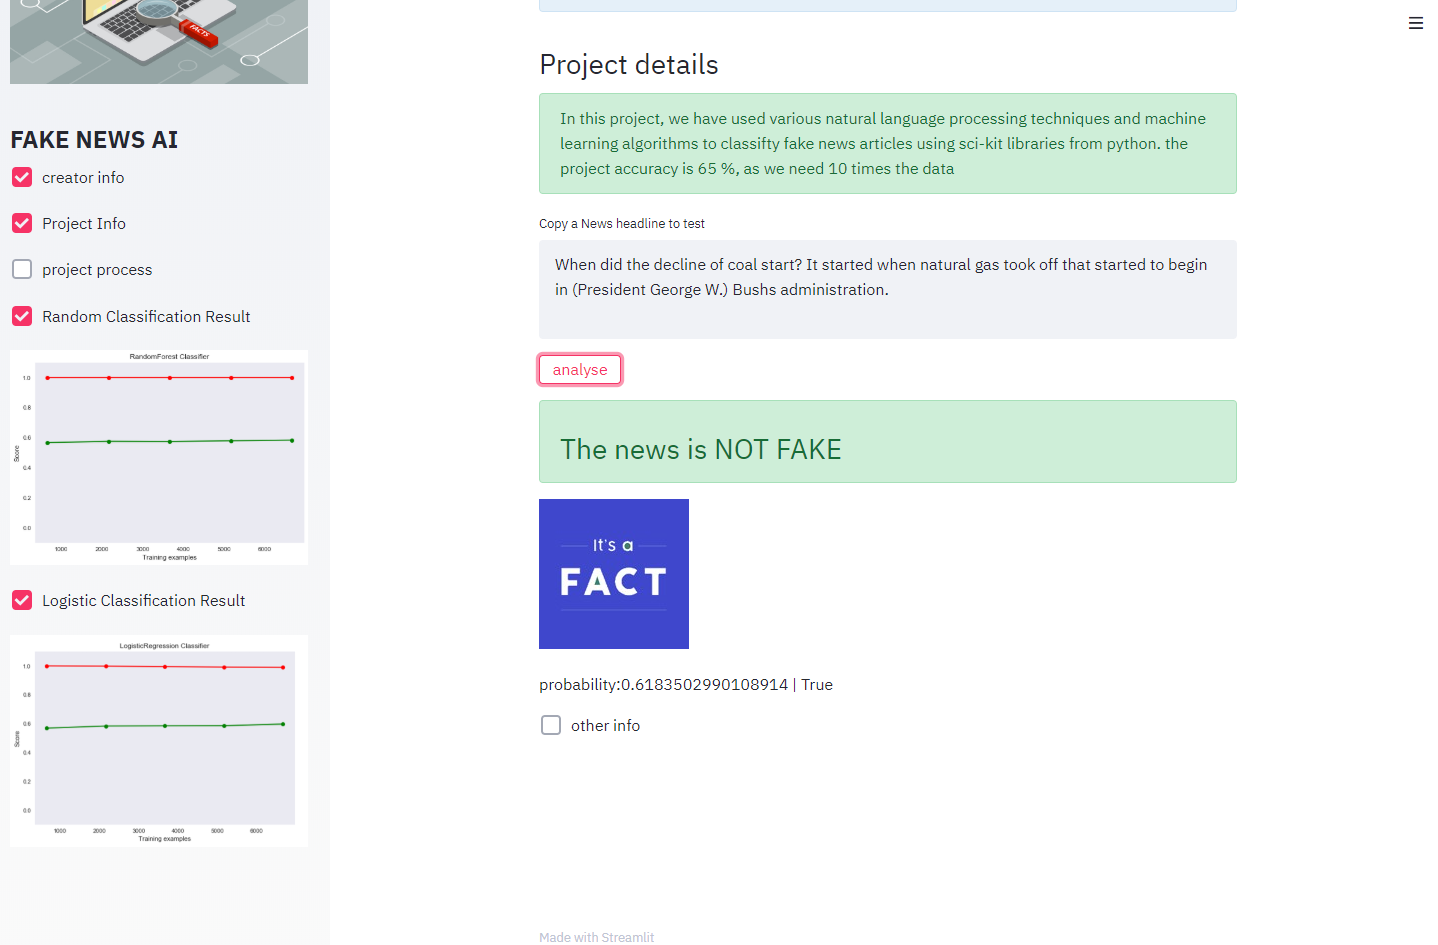 FACTS
FAKE NEWS AI
creator info
Project Info
project process
Random Classification Result
RandomForest Classifier
1.0
0.8
0.6
0.4
0.2
0.0
Score
1000 2000 3000 4000 5000 6000
Training examples
Logistic Classification Result
LogisticRegression Classifier
1.0
0.8
0.6
0.4
0.2
0.0
Score
1000 2000 3000 4000 5000 6000
Training examples
Project details
In this project, we have used various natural language processing techniques and machine
learning algorithms to classifty fake news articles using sci-kit libraries from python. the
project accuracy is 65 %, as we need 10 times the data
Copy a News headline to test
When did the decline of coal start? It started when natural gas took off that started to begin
in (President George W.) Bushs administration.
analyse
The news is NOT FAKE
It's a
FACT
probability:0.6183502990108914 | True
other info
Made with Streamlit